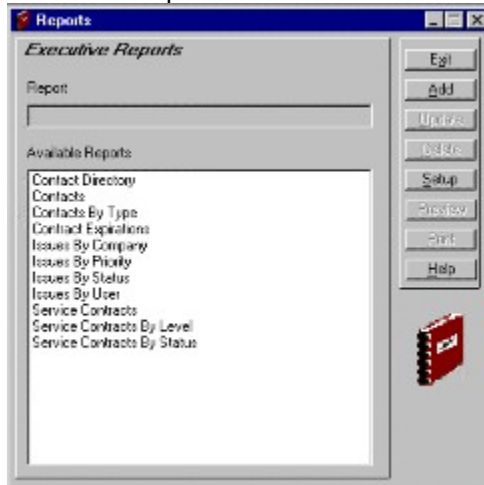 Reports
Executive Reports
Report
Available Reports
Contact Directory
Contacts
Contacts By Type
Contract Expirations
Issues By Company
Issues By Priority
Issues By Status
Issues By User
Service Contracts
Service Contracts By Level
Service Contracts By Status
Exit
Add
Update
Delete
Setup
Preview
Print
Help